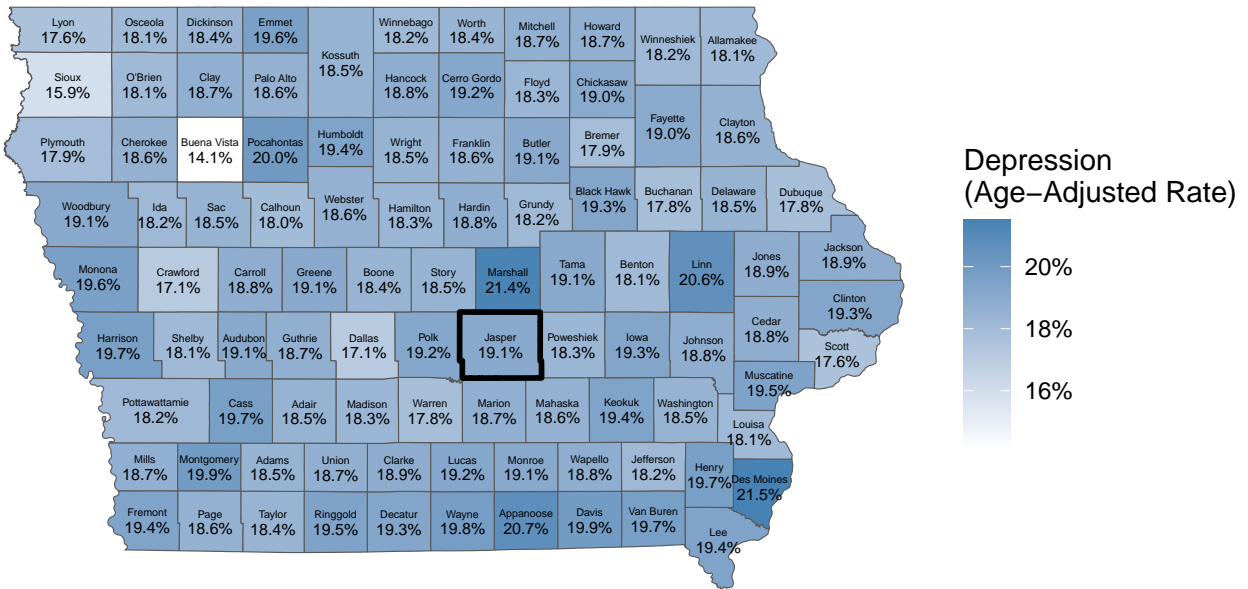 Lyon
17.6%
Osceola
18.1%
Dickinson
18.4%
Emmet
19.6%
Kossuth
18.5%
Winnebago
18.2%
Worth
18.4%
Mitchell
18.7%
Howard
18.7%
Winneshiek
18.2%
Allamakee
18.1%
Sioux
15.9%
O'Brien
18.1%
Clay
18.7%
Palo Alto
18.6%
Hancock
18.8%
Cerro Gordo
19.2%
Floyd
18.3%
Chickasaw
19.0%
Fayette
19.0%
Clayton
18.6%
Plymouth
17.9%
Cherokee
18.6%
Buena Vista
14.1%
Pocahontas
20.0%
Humboldt
19.4%
Wright
18.5%
Franklin
18.6%
Butler
19.1%
Bremer
17.9%
Woodbury
19.1%
Ida
18.2%
Sac
18.5%
Calhoun
18.0%
Webster
18.6%
Hamilton
18.3%
Hardin
18.8%
Grundy
18.2%
Black Hawk
19.3%
Buchanan
17.8%
Delaware
18.5%
Dubuque
17.8%
Monona
19.6%
Crawford
17.1%
Carroll
18.8%
Greene
19.1%
Boone
18.4%
Story
18.5%
Marshall
21.4%
Tama
19.1%
Benton
18.1%
Linn
20.6%
Jones
18.9%
Jackson
18.9%
Clinton
19.3%
Harrison
19.7%
Shelby
18.1%
Audubon
19.1%
Guthrie
18.7%
Dallas
17.1%
Polk
19.2%
Jasper
19.1%
Poweshiek
18.3%
Iowa
19.3%
Johnson
18.8%
Cedar
18.8%
Scott
17.6%
Muscatine
19.5%
Pottawattamie
18.2%
Cass
19.7%
Adair
18.5%
Madison
18.3%
Warren
17.8%
Marion
18.7%
Mahaska
18.6%
Keokuk
19.4%
Washington
18.5%
Louisa
18.1%
Mills
18.7%
Montgomery
19.9%
Adams
18.5%
Union
18.7%
Clarke
18.9%
Lucas
19.2%
Monroe
19.1%
Wapello
18.8%
Jefferson
18.2%
Henry
19.7%
Des Moines
21.5%
Fremont
19.4%
Page
18.6%
Taylor
18.4%
Ringgold
19.5%
Decatur
19.3%
Wayne
19.8%
Appanoose
20.7%
Davis
19.9%
Van Buren
19.7%
Lee
19.4%
Depression
(Age−Adjusted Rate)
20%
18%
16%